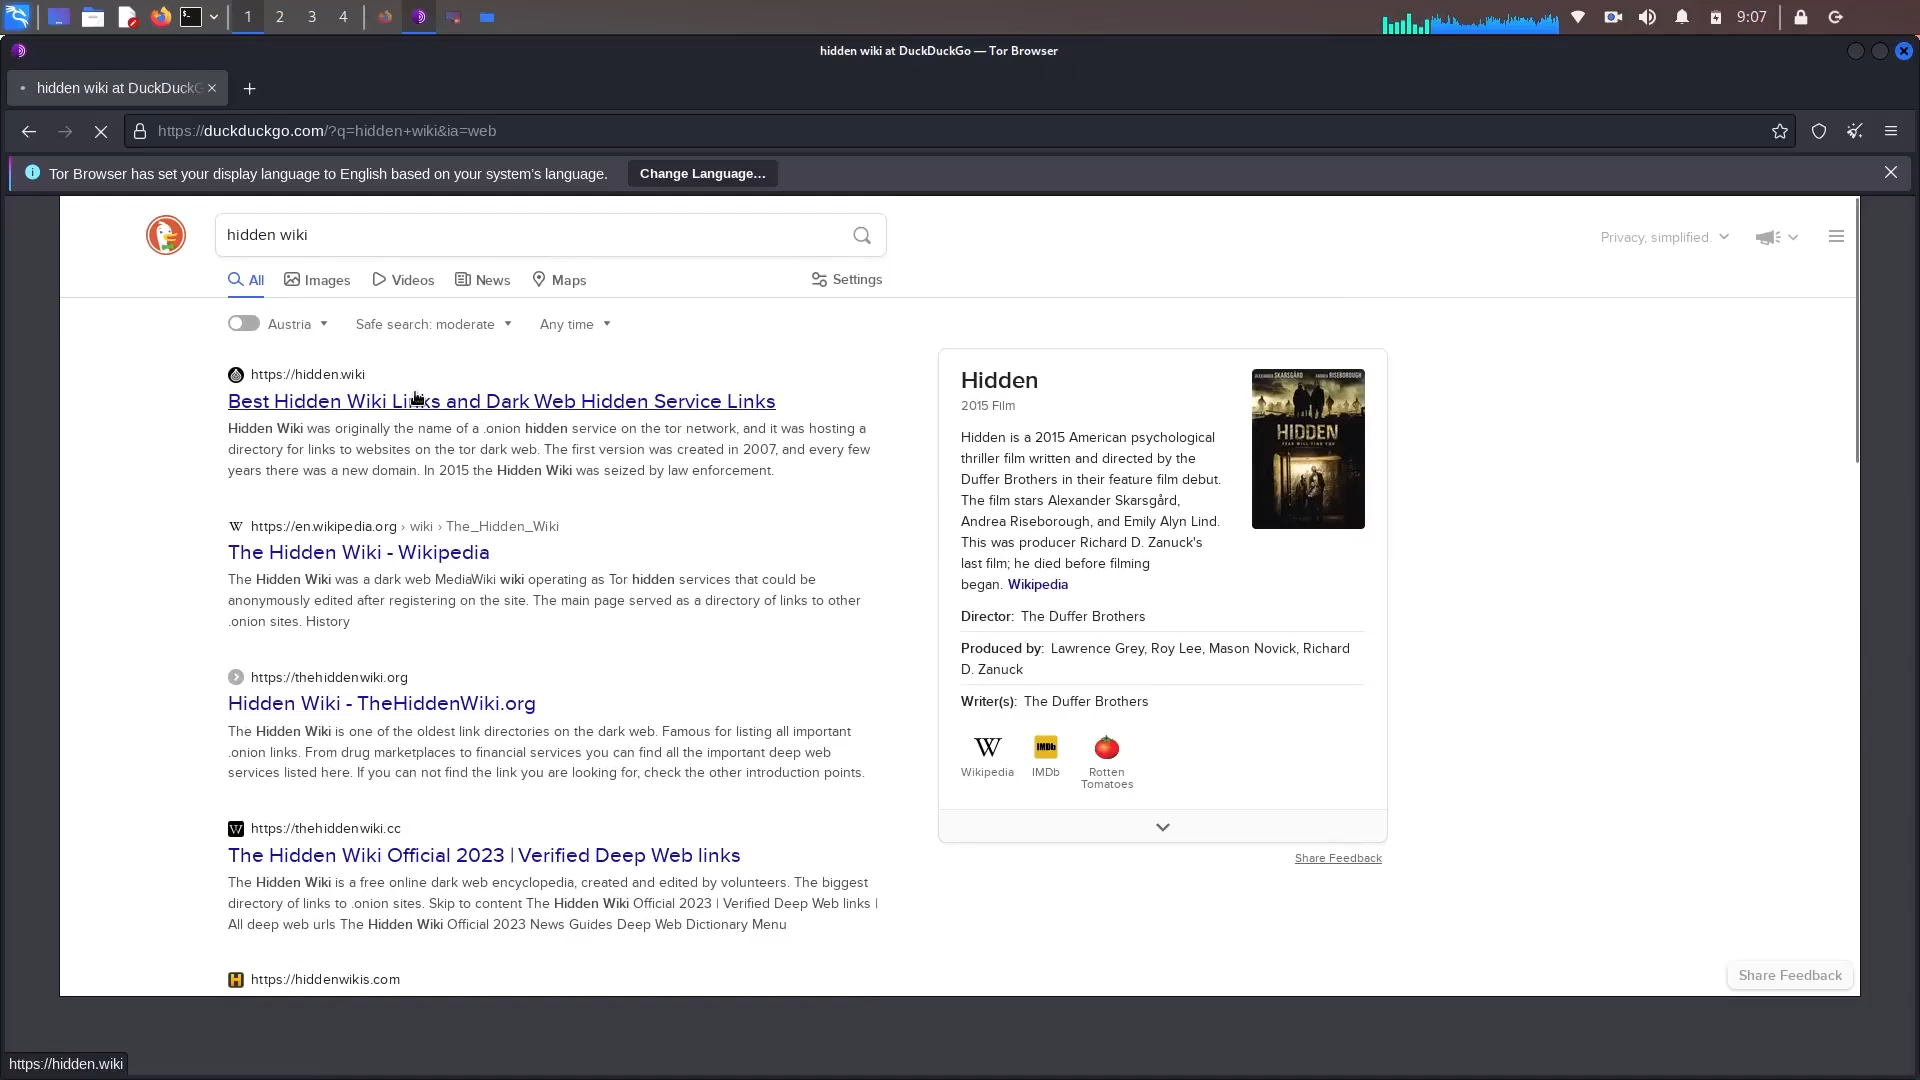 1 2 3 4 9:07
hidden wiki at DuckDuckGo — Tor Browser
hidden wiki at DuckDuckG
https://duckduckgo.com/?q=hidden+wiki&ia=web
Tor Browser has set your display language to English based on your system's language. Change Language...
hidden wiki
Privacy, simplified.
All Images Videos News Maps Settings
Austria Safe search: moderate Any time
https://hidden.wiki
Best Hidden Wiki Links and Dark Web Hidden Service Links
Hidden Wiki was originally the name of a .onion hidden service on the tor network, and it was hosting a
directory for links to websites on the tor dark web. The first version was created in 2007, and every few
years there was a new domain. In 2015 the Hidden Wiki was seized by law enforcement.
https://en.wikipedia.org › wiki › The_Hidden_Wiki
The Hidden Wiki - Wikipedia
The Hidden Wiki was a dark web MediaWiki wiki operating as Tor hidden services that could be
anonymously edited after registering on the site. The main page served as a directory of links to other
.onion sites. History
https://thehiddenwiki.org
Hidden Wiki - TheHiddenWiki.org
The Hidden Wiki is one of the oldest link directories on the dark web. Famous for listing all important
.onion links. From drug marketplaces to financial services you can find all the important deep web
services listed here. If you can not find the link you are looking for, check the other introduction points.
https://thehiddenwiki.cc
The Hidden Wiki Official 2023 | Verified Deep Web links
The Hidden Wiki is a free online dark web encyclopedia, created and edited by volunteers. The biggest
directory of links to .onion sites. Skip to content The Hidden Wiki Official 2023 | Verified Deep Web links |
All deep web urls The Hidden Wiki Official 2023 News Guides Deep Web Dictionary Menu
https://hiddenwikis.com
Hidden
2015 Film
Hidden is a 2015 American psychological
thriller film written and directed by the
Duffer Brothers in their feature film debut.
The film stars Alexander Skarsgård,
Andrea Riseborough, and Emily Alyn Lind.
This was producer Richard D. Zanuck's
last film; he died before filming
began. Wikipedia
SKARSGÅRD RISEBOROUGH
HIDDEN
FEAR WILL FIND YOU
Director: The Duffer Brothers
Produced by: Lawrence Grey, Roy Lee, Mason Novick, Richard
D. Zanuck
Writer(s): The Duffer Brothers
IMDb
Wikipedia IMDb Rotten
Tomatoes
Share Feedback
Share Feedback
https://hidden.wiki